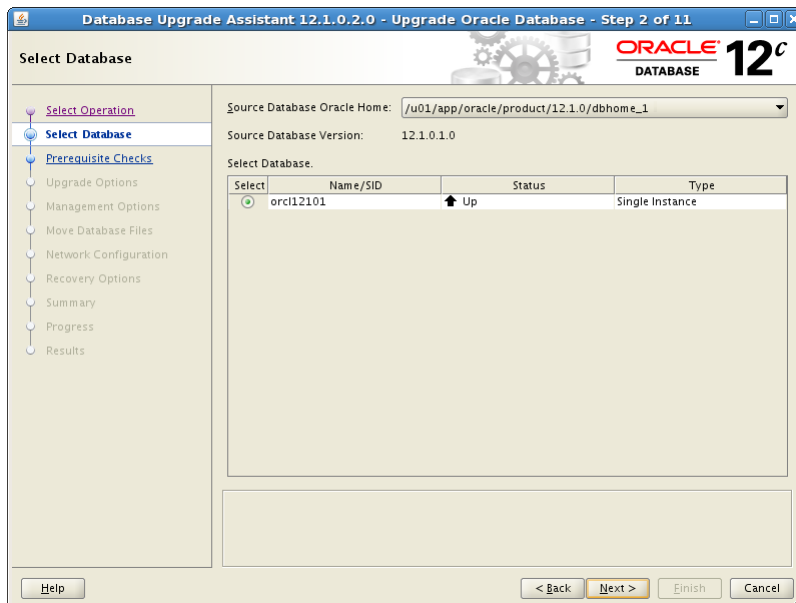 Database Upgrade Assistant 12.1.0.2.0 - Upgrade Oracle Database - Step 2 of 11
Select Database
ORACLE
DATABASE
12c
Select Operation
Select Database
Prerequisite Checks
Upgrade Options
Management Options
Move Database Files
Network Configuration
Recovery Options
Summary
Progress
Results
Source Database Oracle Home: /u01/app/oracle/product/12.1.0/dbhome_1
Source Database Version: 12.1.0.1.0
Select Database.
Select Name/SID Status Type
orcl12101 Up Single Instance
Help < Back Next > Finish Cancel